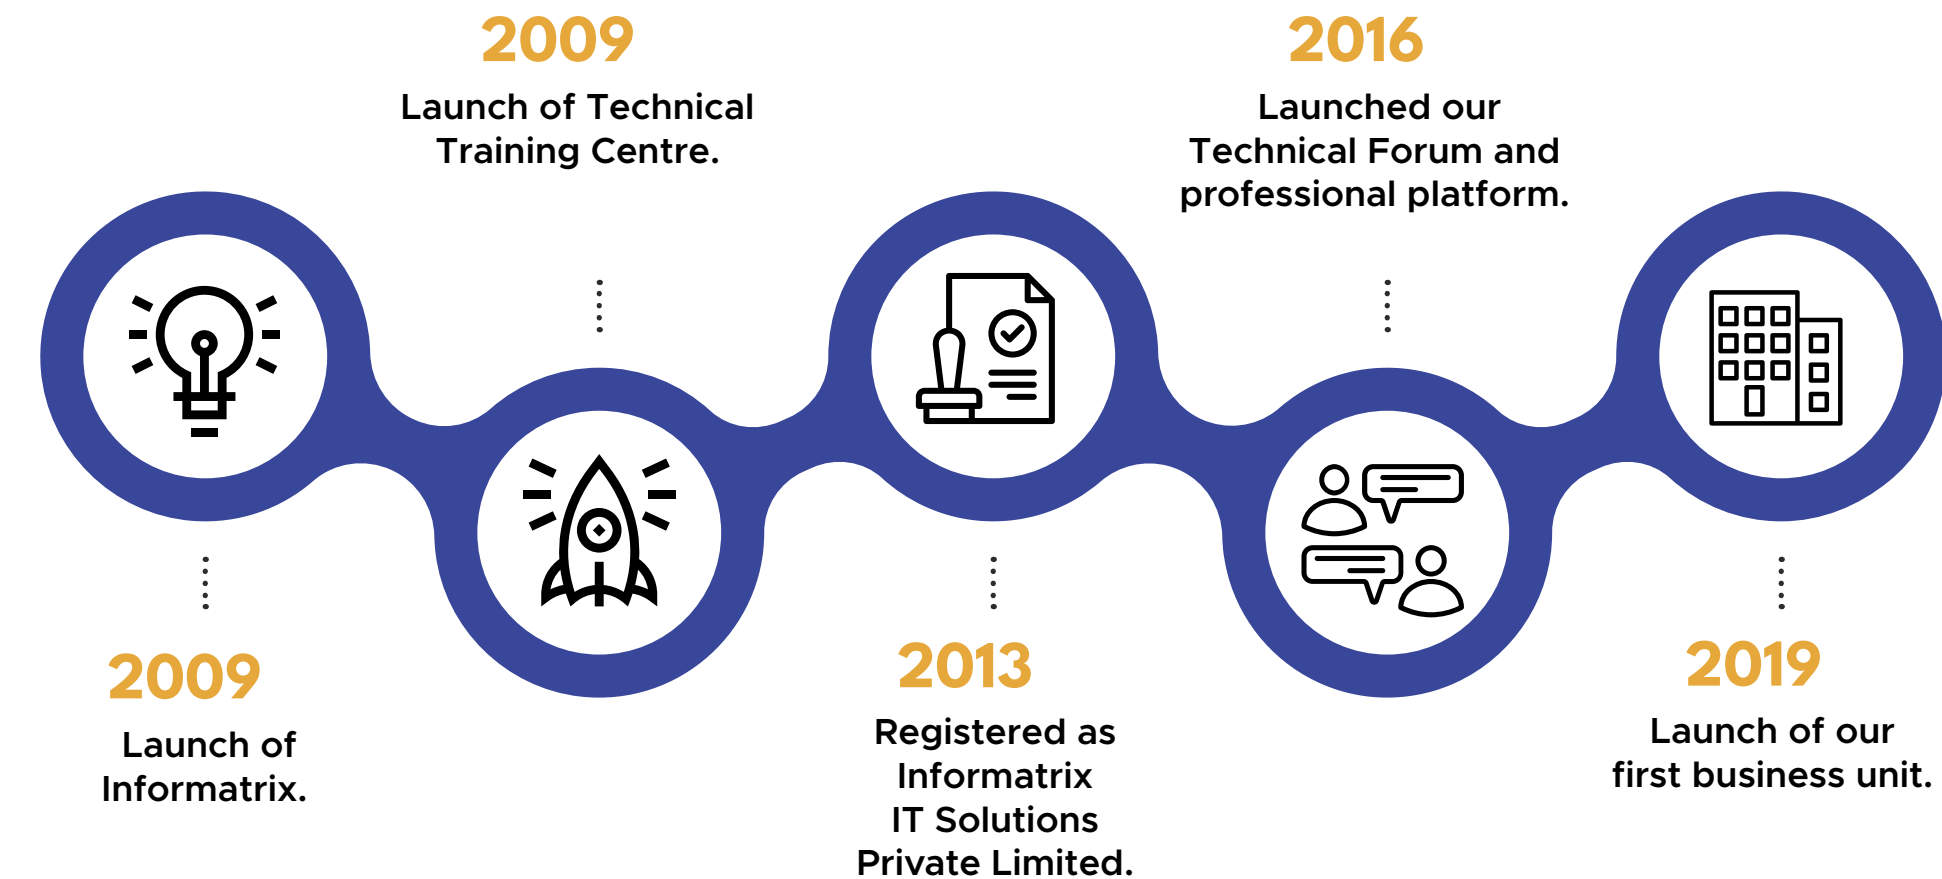 2009
Launch of
Informatrix.
2009
Launch of Technical
Training Centre.
2013
Registered as
Informatrix
IT Solutions
Private Limited.
2016
Launched our
Technical Forum and
professional platform.
2019
Launch of our
first business unit.